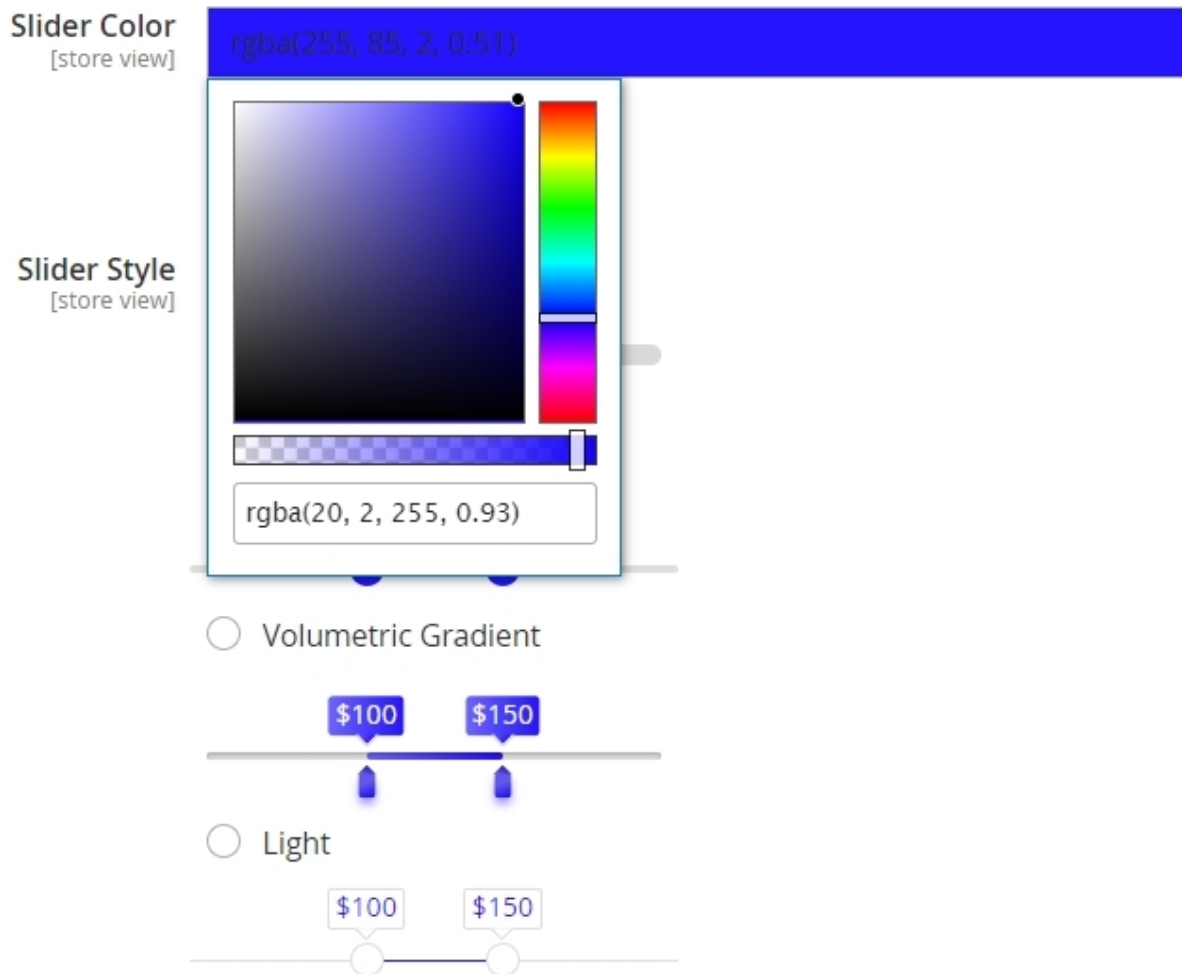 Slider Color
[store view]
rgba(255, 85, 2, 0.51)
Slider Style
[store view]
rgba(20, 2, 255, 0.93)
Volumetric Gradient
$100 $150
Light
$100 $150